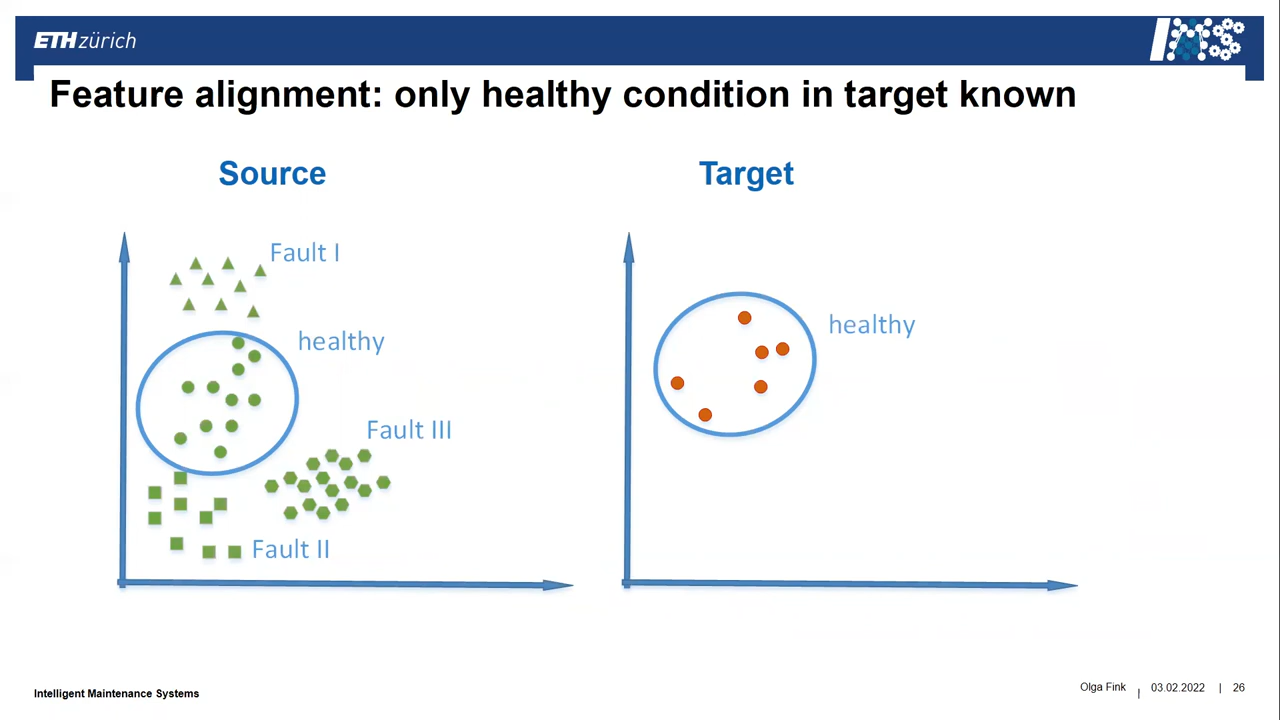 ETH zürich
IMS
Feature alignment: only healthy condition in target known
Source
Target
Fault I
healthy
Fault III
Fault II
healthy
Intelligent Maintenance Systems
Olga Fink | 03.02.2022 | 26